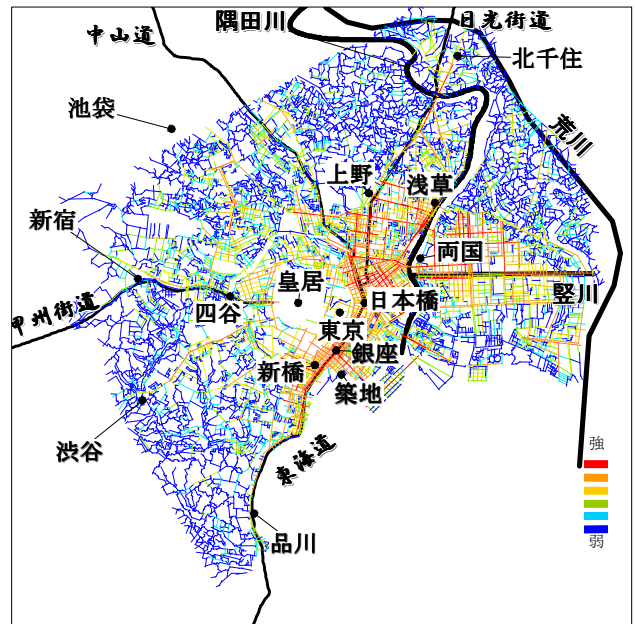 隅田川
日光街道
中山道
北千住
池袋
荒川
上野
浅草
新宿
両国
皇居
竪川
四谷
日本橋
甲州街道
東京
銀座
新橋
築地
渋谷
東海道
強
品川
弱